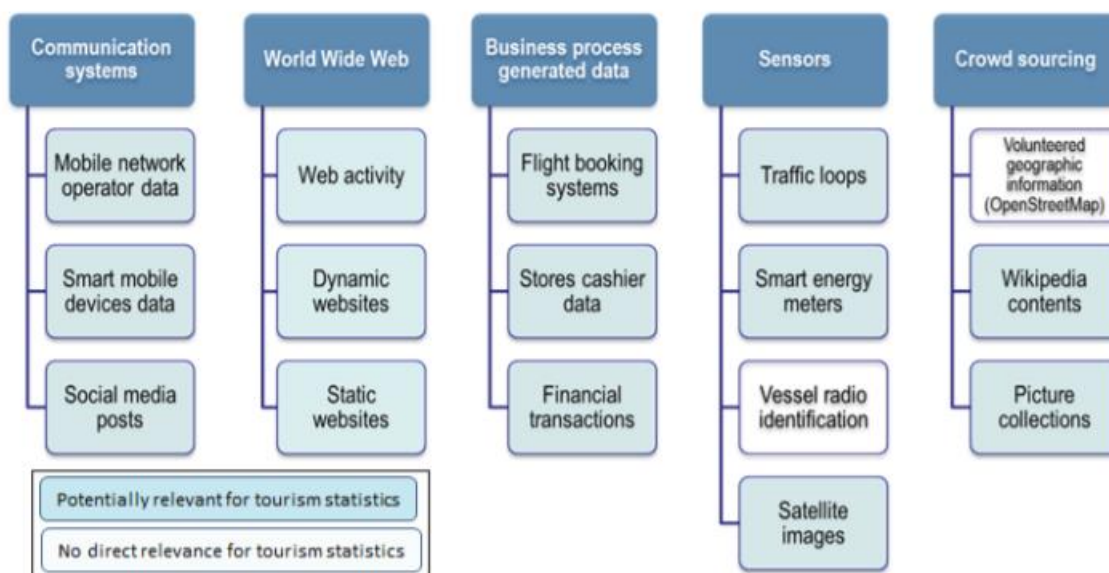 Communication
systems
Mobile network
operator data
Smart mobile
devices data
Social media
posts
World Wide Web
Web activity
Dynamic
websites
Static
websites
Business process
generated data
Flight booking
systems
Stores cashier
data
Financial
transactions
Sensors
Traffic loops
Smart energy
meters
Vessel radio
identification
Satellite
images
Crowd sourcing
Volunteered
geographic
information
(OpenStreetMap)
Wikipedia
contents
Picture
collections
Potentially relevant for tourism statistics
No direct relevance for tourism statistics